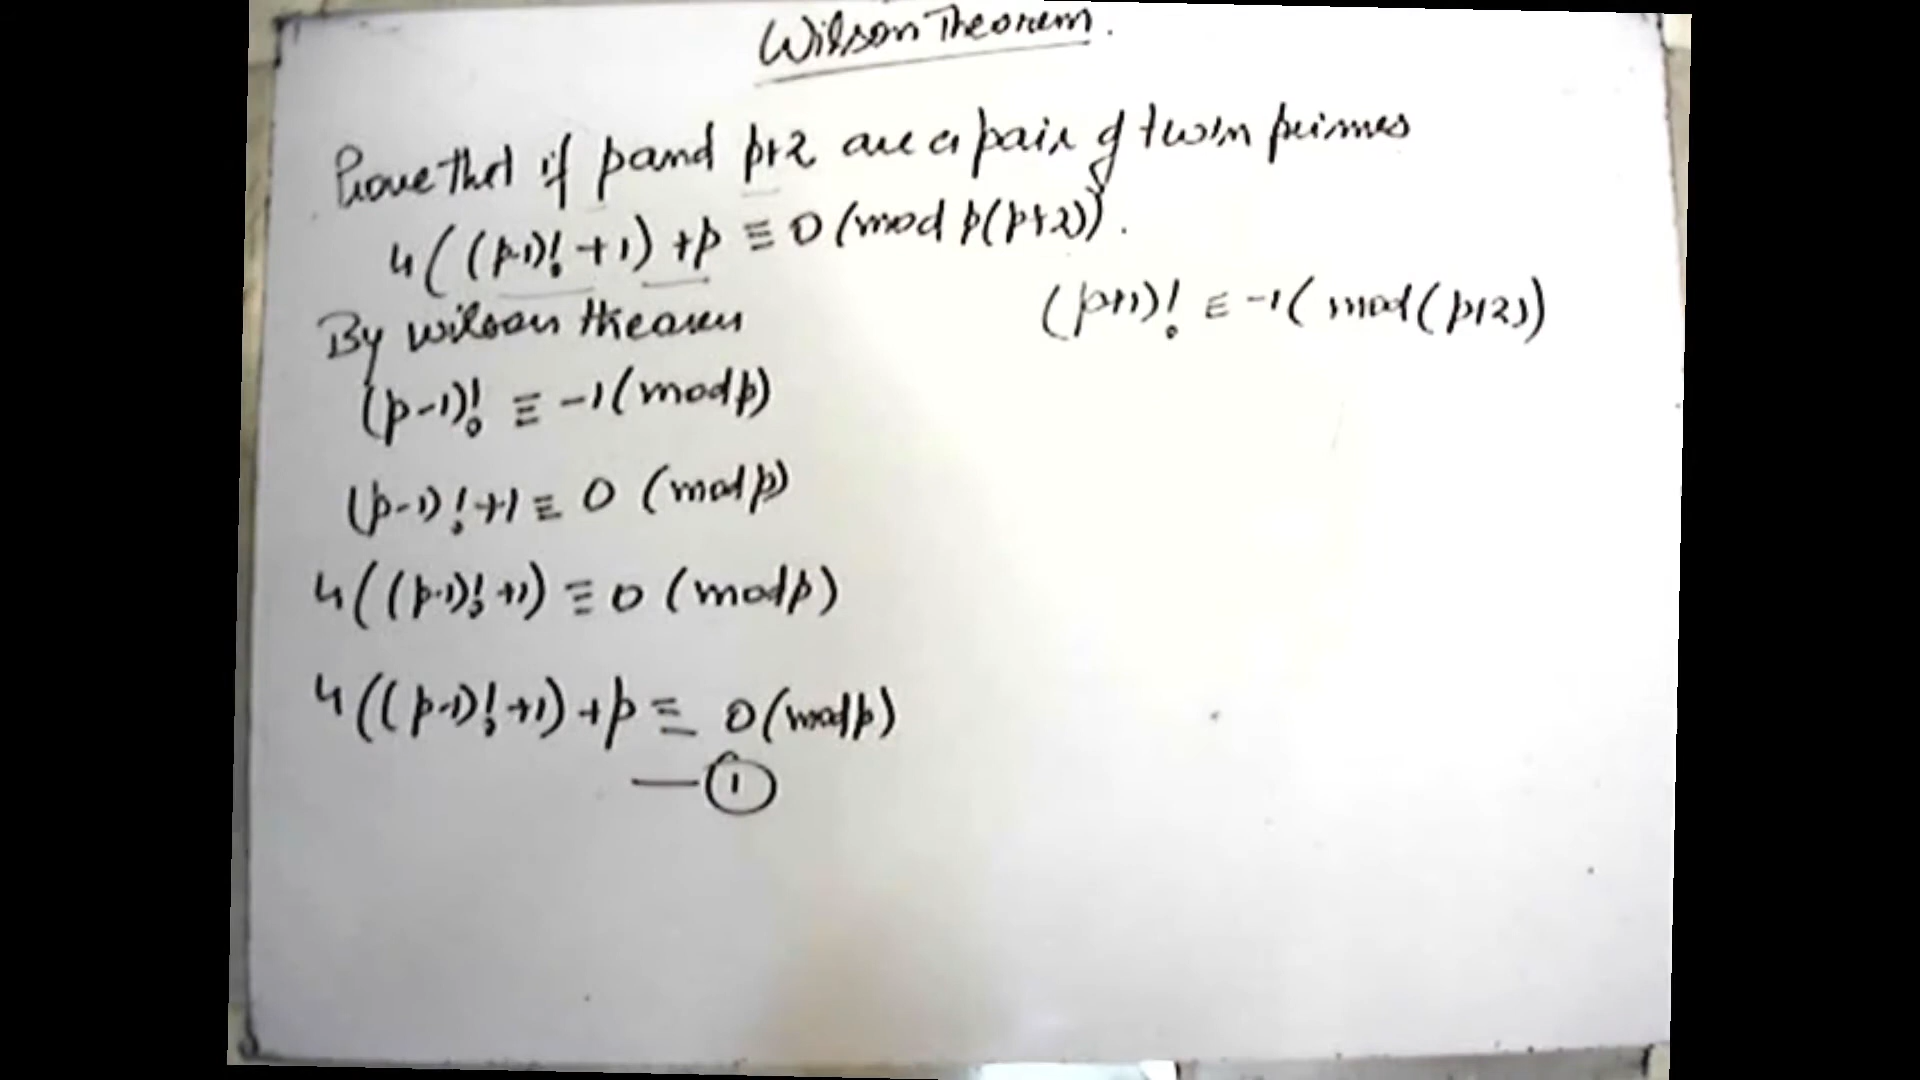 Wilson Theorem.
Prove that if p and p+2 are a pair of twin primes
4((p-1)!+1)+p ≡ 0 (mod p(p+2)).
By wilson theorem
(p-1)! ≡ -1 (mod p)
(p-1)!+1 ≡ 0 (mod p)
4((p-1)!+1) ≡ 0 (mod p)
4((p-1)!+1)+p ≡ 0 (mod p)
— ①
(p+1)! ≡ -1 (mod (p+2))